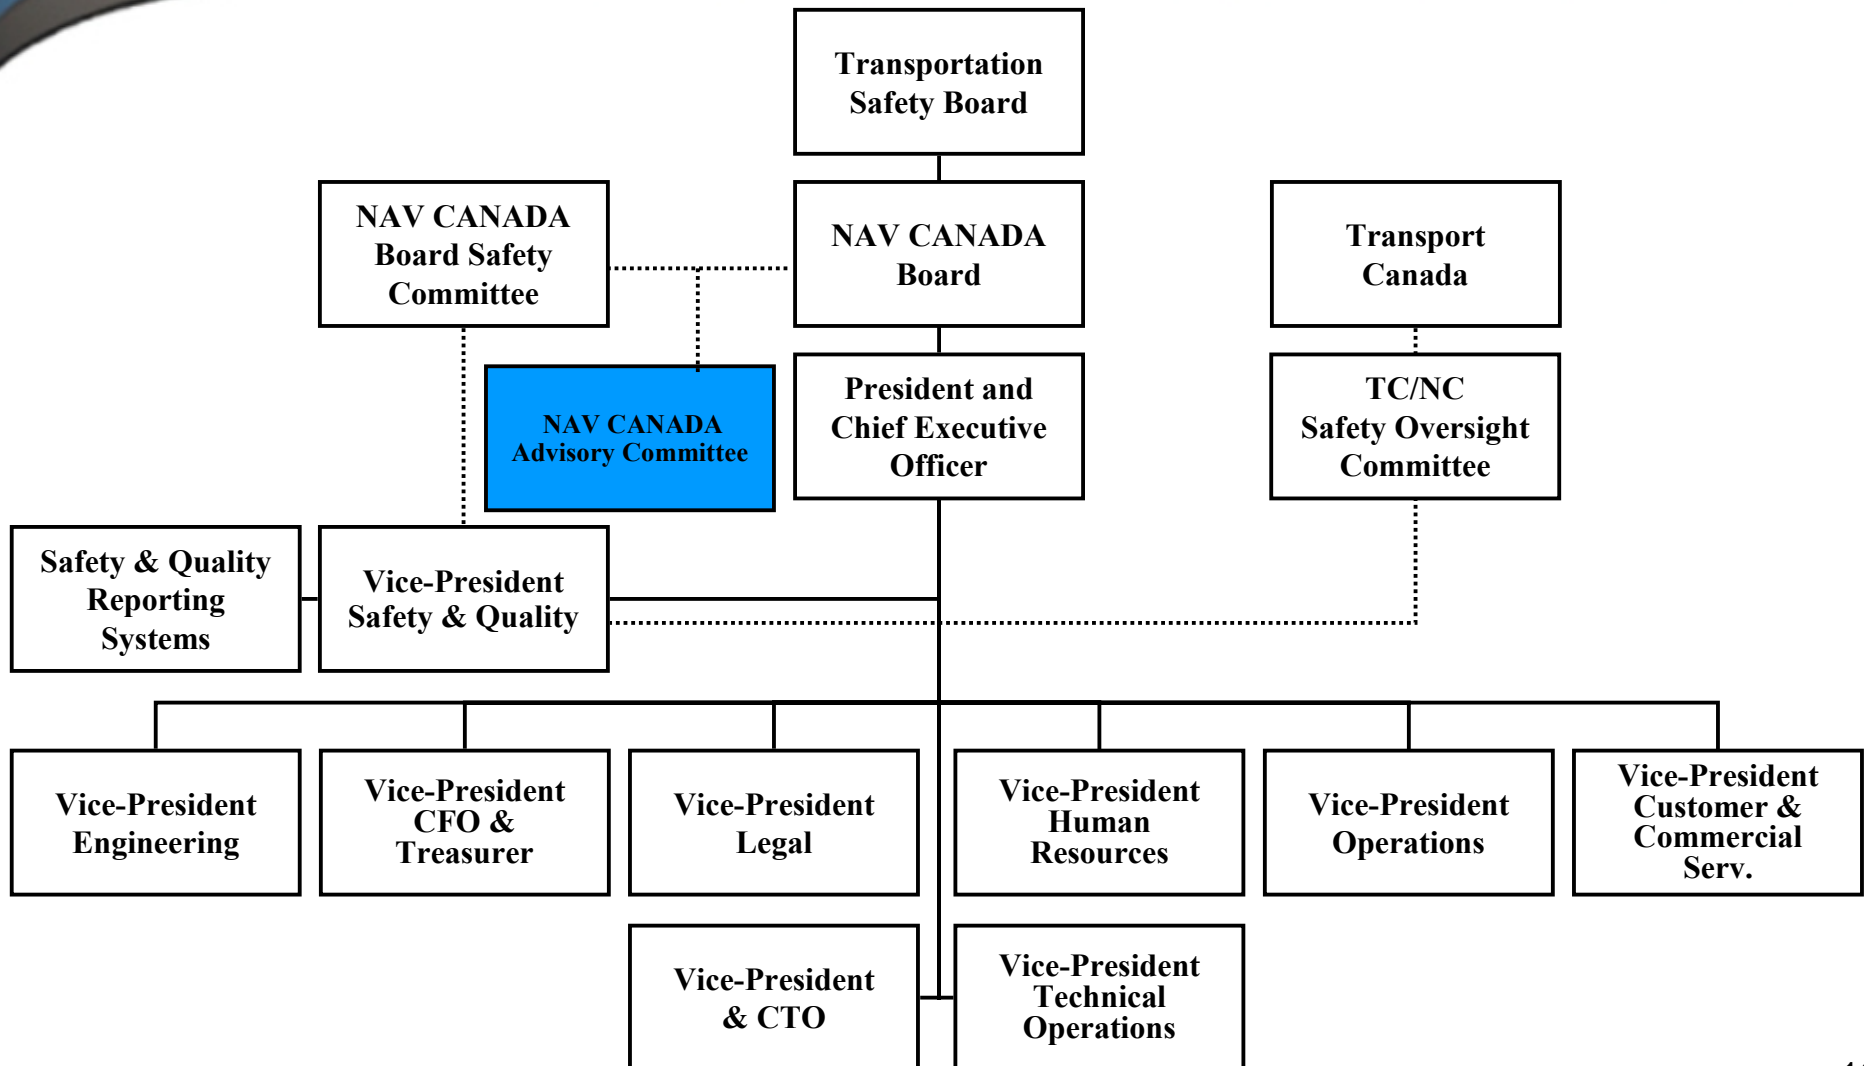 Transportation
Safety Board
NAV CANADA
Board Safety
Committee
NAV CANADA
Board
Transport
Canada
NAV CANADA
Advisory Committee
President and
Chief Executive
Officer
TC/NC
Safety Oversight
Committee
Safety & Quality
Reporting
Systems
Vice-President
Safety & Quality
Vice-President
Engineering
Vice-President
CFO &
Treasurer
Vice-President
Legal
Vice-President
Human
Resources
Vice-President
Operations
Vice-President
Customer &
Commercial
Serv.
Vice-President
& CTO
Vice-President
Technical
Operations